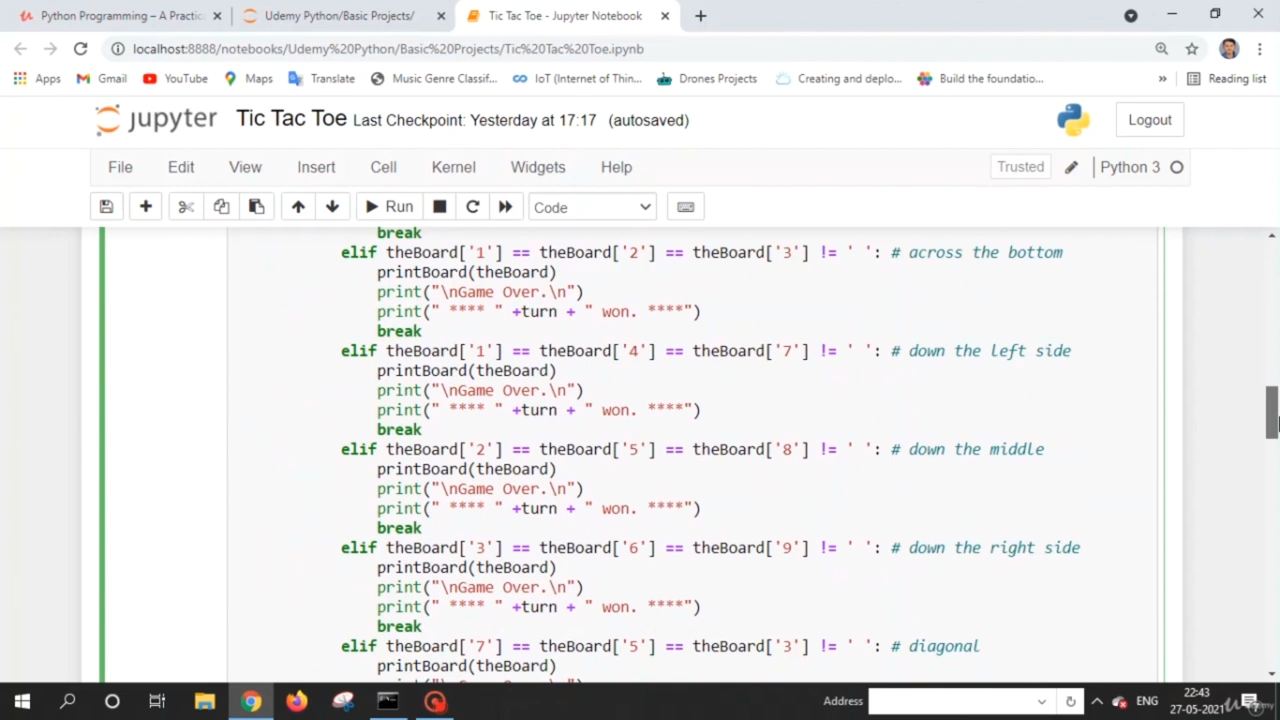 Python Programming – A Practic
Udemy Python/Basic Projects/
Tic Tac Toe - Jupyter Notebook
localhost:8888/notebooks/Udemy%20Python/Basic%20Projects/Tic%20Tac%20Toe.ipynb
Apps
Gmail
YouTube
Maps
Translate
Music Genre Classif...
IoT (Internet of Thin...
Drones Projects
Creating and deplo...
Build the foundatio...
»
Reading list
jupyter
Tic Tac Toe Last Checkpoint: Yesterday at 17:17 (autosaved)
Logout
File Edit View Insert Cell Kernel Widgets Help
Trusted
Python 3
Run
Code
break
elif theBoard['1'] == theBoard['2'] == theBoard['3'] != ' ': # across the bottom
printBoard(theBoard)
print("\nGame Over.\n")
print(" **** " +turn + " won. ****")
break
elif theBoard['1'] == theBoard['4'] == theBoard['7'] != ' ': # down the left side
printBoard(theBoard)
print("\nGame Over.\n")
print(" **** " +turn + " won. ****")
break
elif theBoard['2'] == theBoard['5'] == theBoard['8'] != ' ': # down the middle
printBoard(theBoard)
print("\nGame Over.\n")
print(" **** " +turn + " won. ****")
break
elif theBoard['3'] == theBoard['6'] == theBoard['9'] != ' ': # down the right side
printBoard(theBoard)
print("\nGame Over.\n")
print(" **** " +turn + " won. ****")
break
elif theBoard['7'] == theBoard['5'] == theBoard['3'] != ' ': # diagonal
printBoard(theBoard)
Address
ENG
22:43
27-05-2021